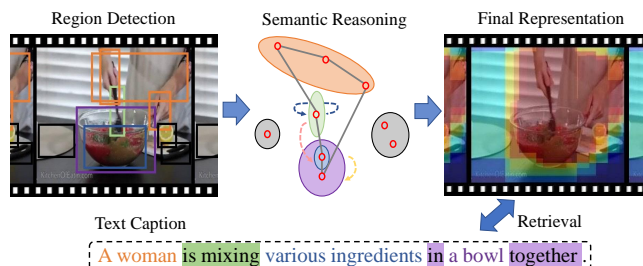 Region Detection Semantic Reasoning Final Representation
Text Caption Retrieval
A woman is mixing various ingredients in a bowl together .